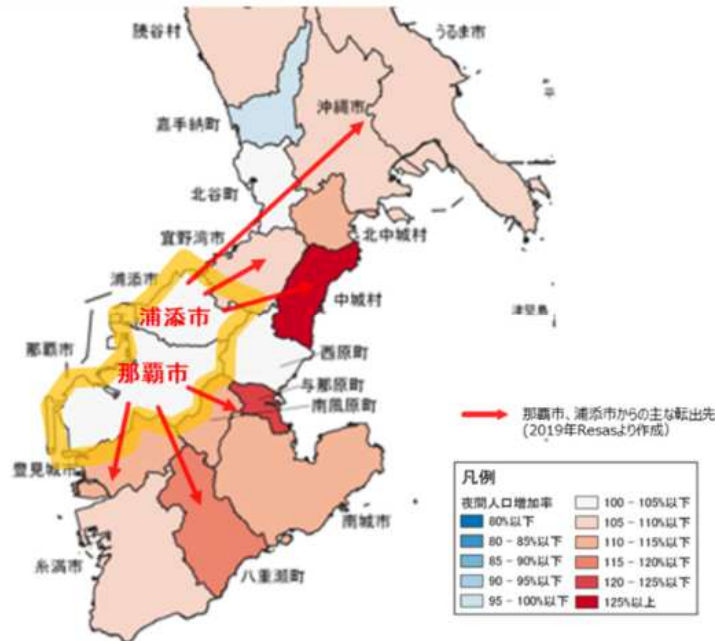 読谷村
うるま市
沖縄市
平
嘉手納町
北谷町
宜野湾市
北中城村
浦添市
中城村
浦添市
津堅島
那覇市
西原町
那覇市
与那原町
南風原町
那覇市、浦添市からの主な転出先
(2019年Resasより作成)
豊見城市
南城市
糸満市
八重瀬町
凡例
夜間人口増加率
80%以下
80 - 85%以下
85 - 90%以下
90 - 95%以下
95 - 100%以下
100 - 105%以下
105 - 110%以下
110 - 115%以下
115 - 120%以下
120 - 125%以下
125%以上